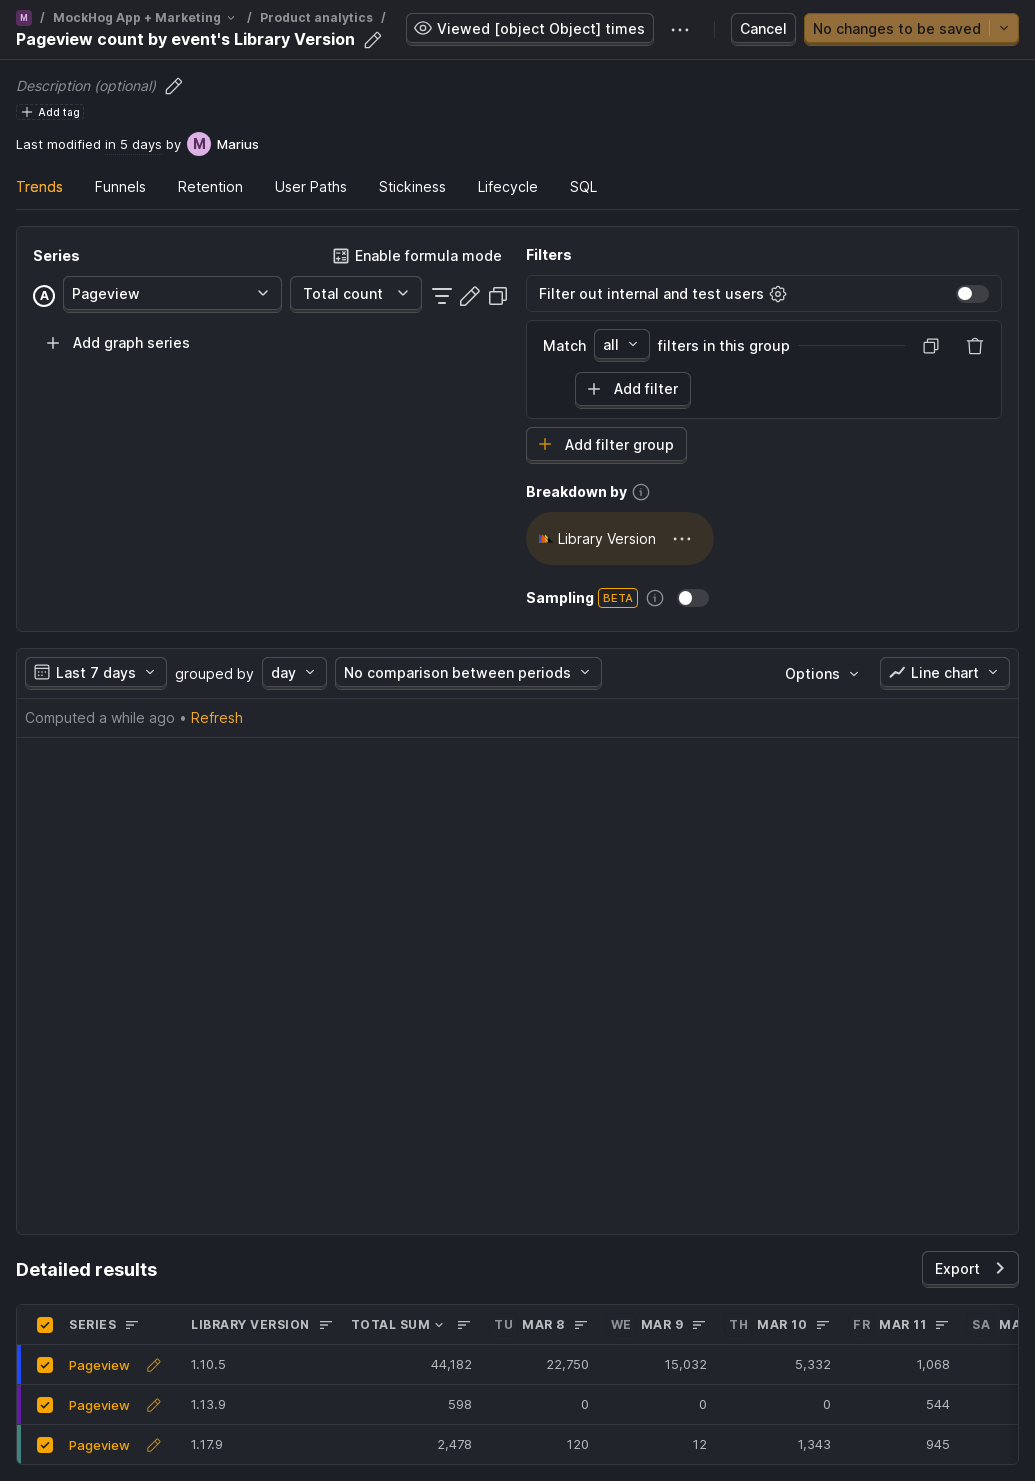 M / MockHog App + Marketing / Product analytics /
Pageview count by event's Library Version
Viewed [object Object] times
Cancel
No changes to be saved
Description (optional)
Add tag
Last modified in 5 days by M Marius
Trends Funnels Retention User Paths Stickiness Lifecycle SQL
Series Enable formula mode
A Pageview Total count
Add graph series
Filters
Filter out internal and test users
Match all filters in this group
Add filter
Add filter group
Breakdown by
Library Version
Sampling BETA
Last 7 days grouped by day No comparison between periods Options Line chart
Computed a while ago • Refresh
Detailed results Export
SERIES LIBRARY VERSION TOTAL SUM TU MAR 8 WE MAR 9 TH MAR 10 FR MAR 11 SA MA
Pageview 1.10.5 44,182 22,750 15,032 5,332 1,068
Pageview 1.13.9 598 0 0 0 544
Pageview 1.17.9 2,478 120 12 1,343 945